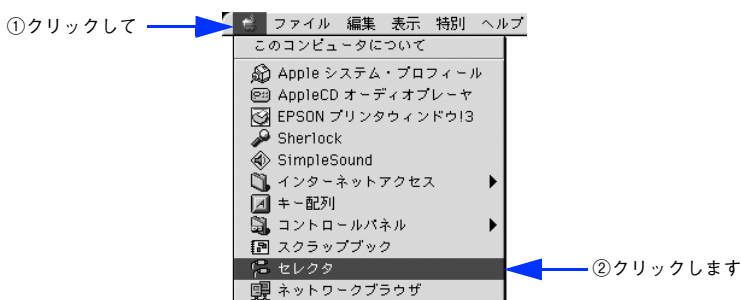 ①クリックして
ファイル 編集 表示 特別 ヘルプ
このコンピュータについて
Apple システム・プロフィール
AppleCD オーディオプレーヤ
EPSON プリンタウィンドウ!3
Sherlock
SimpleSound
インターネットアクセス
キー配列
コントロールパネル
スクラップブック
セレクタ
②クリックします
ネットワークブラウザ